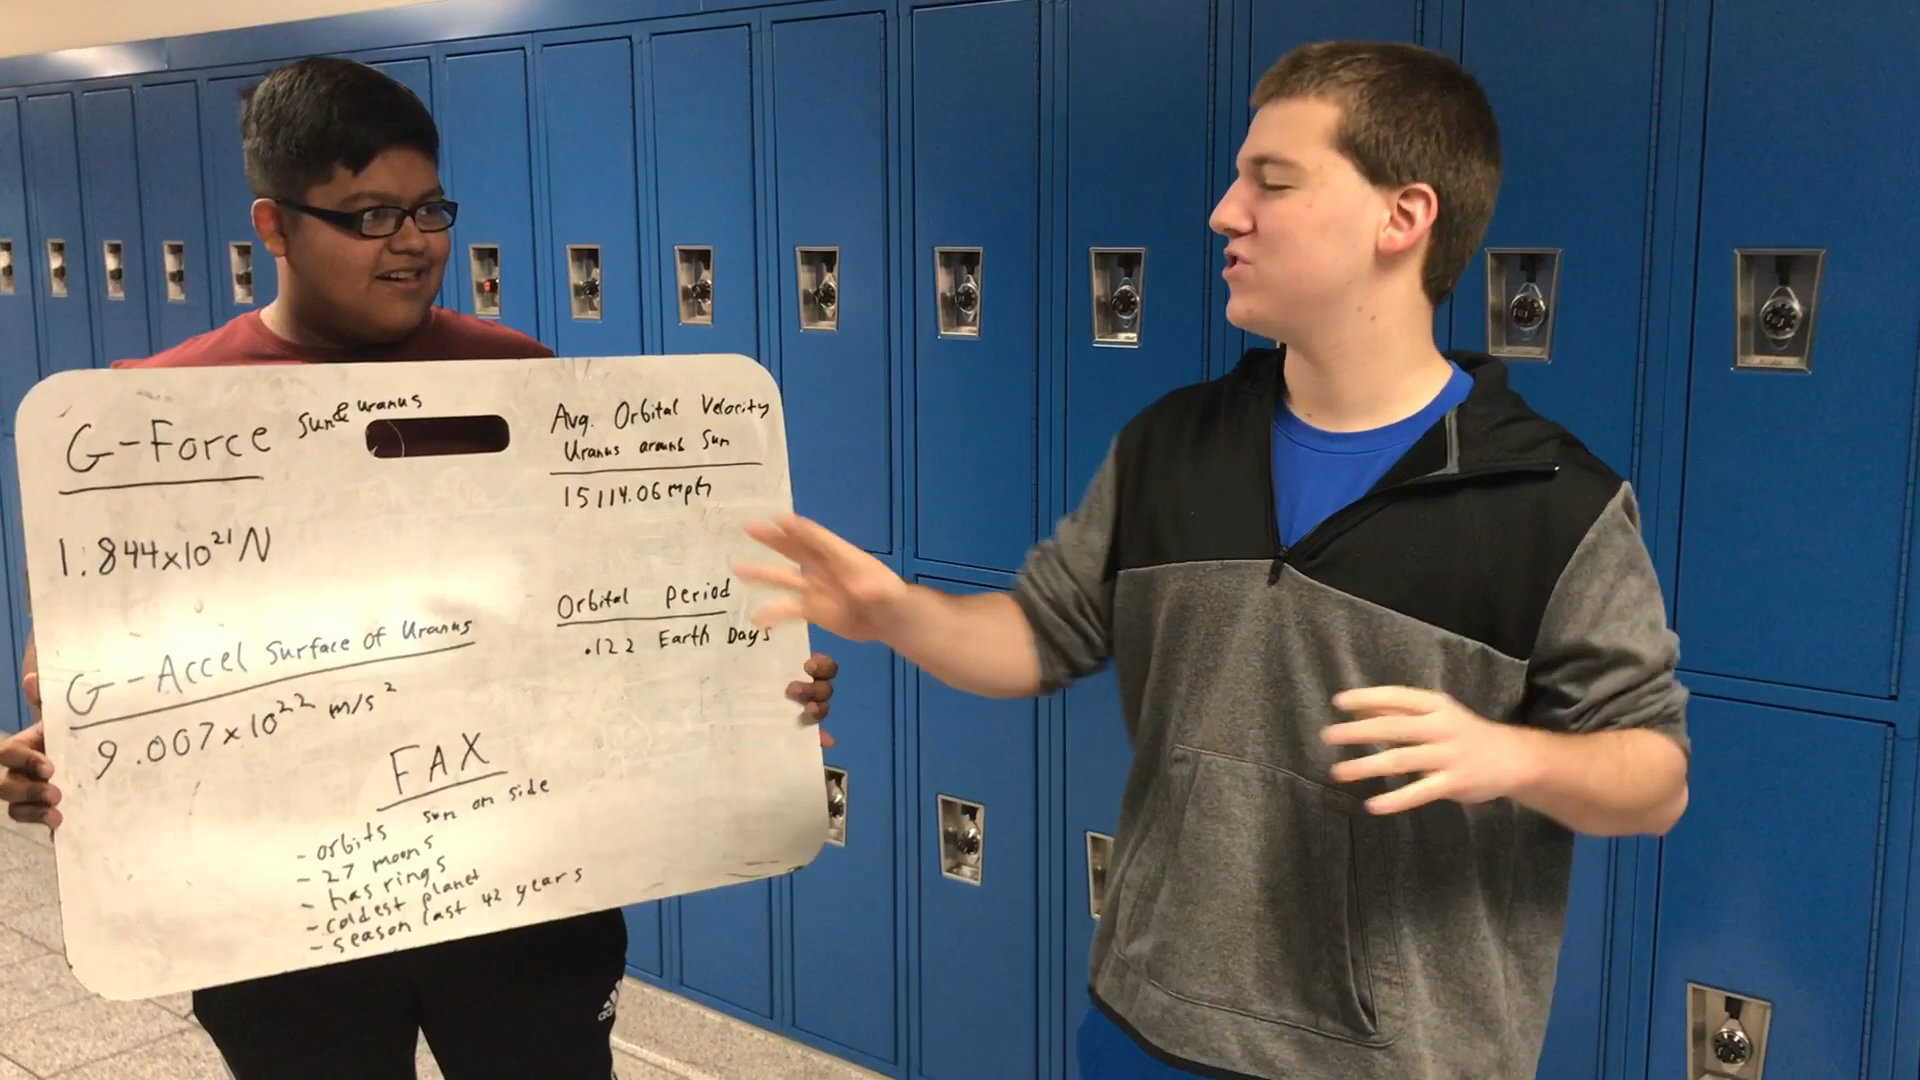 G-Force sun & uranus
1.844x10²¹ N
G-Accel Surface of Uranus
9.007x10²² m/s²
Avg. Orbital Velocity
Uranus around Sun
15114.06 mph
Orbital Period
.122 Earth Days
FAX
- orbits sun on side
- 27 moons
- has rings
- coldest planet
- season last 42 years